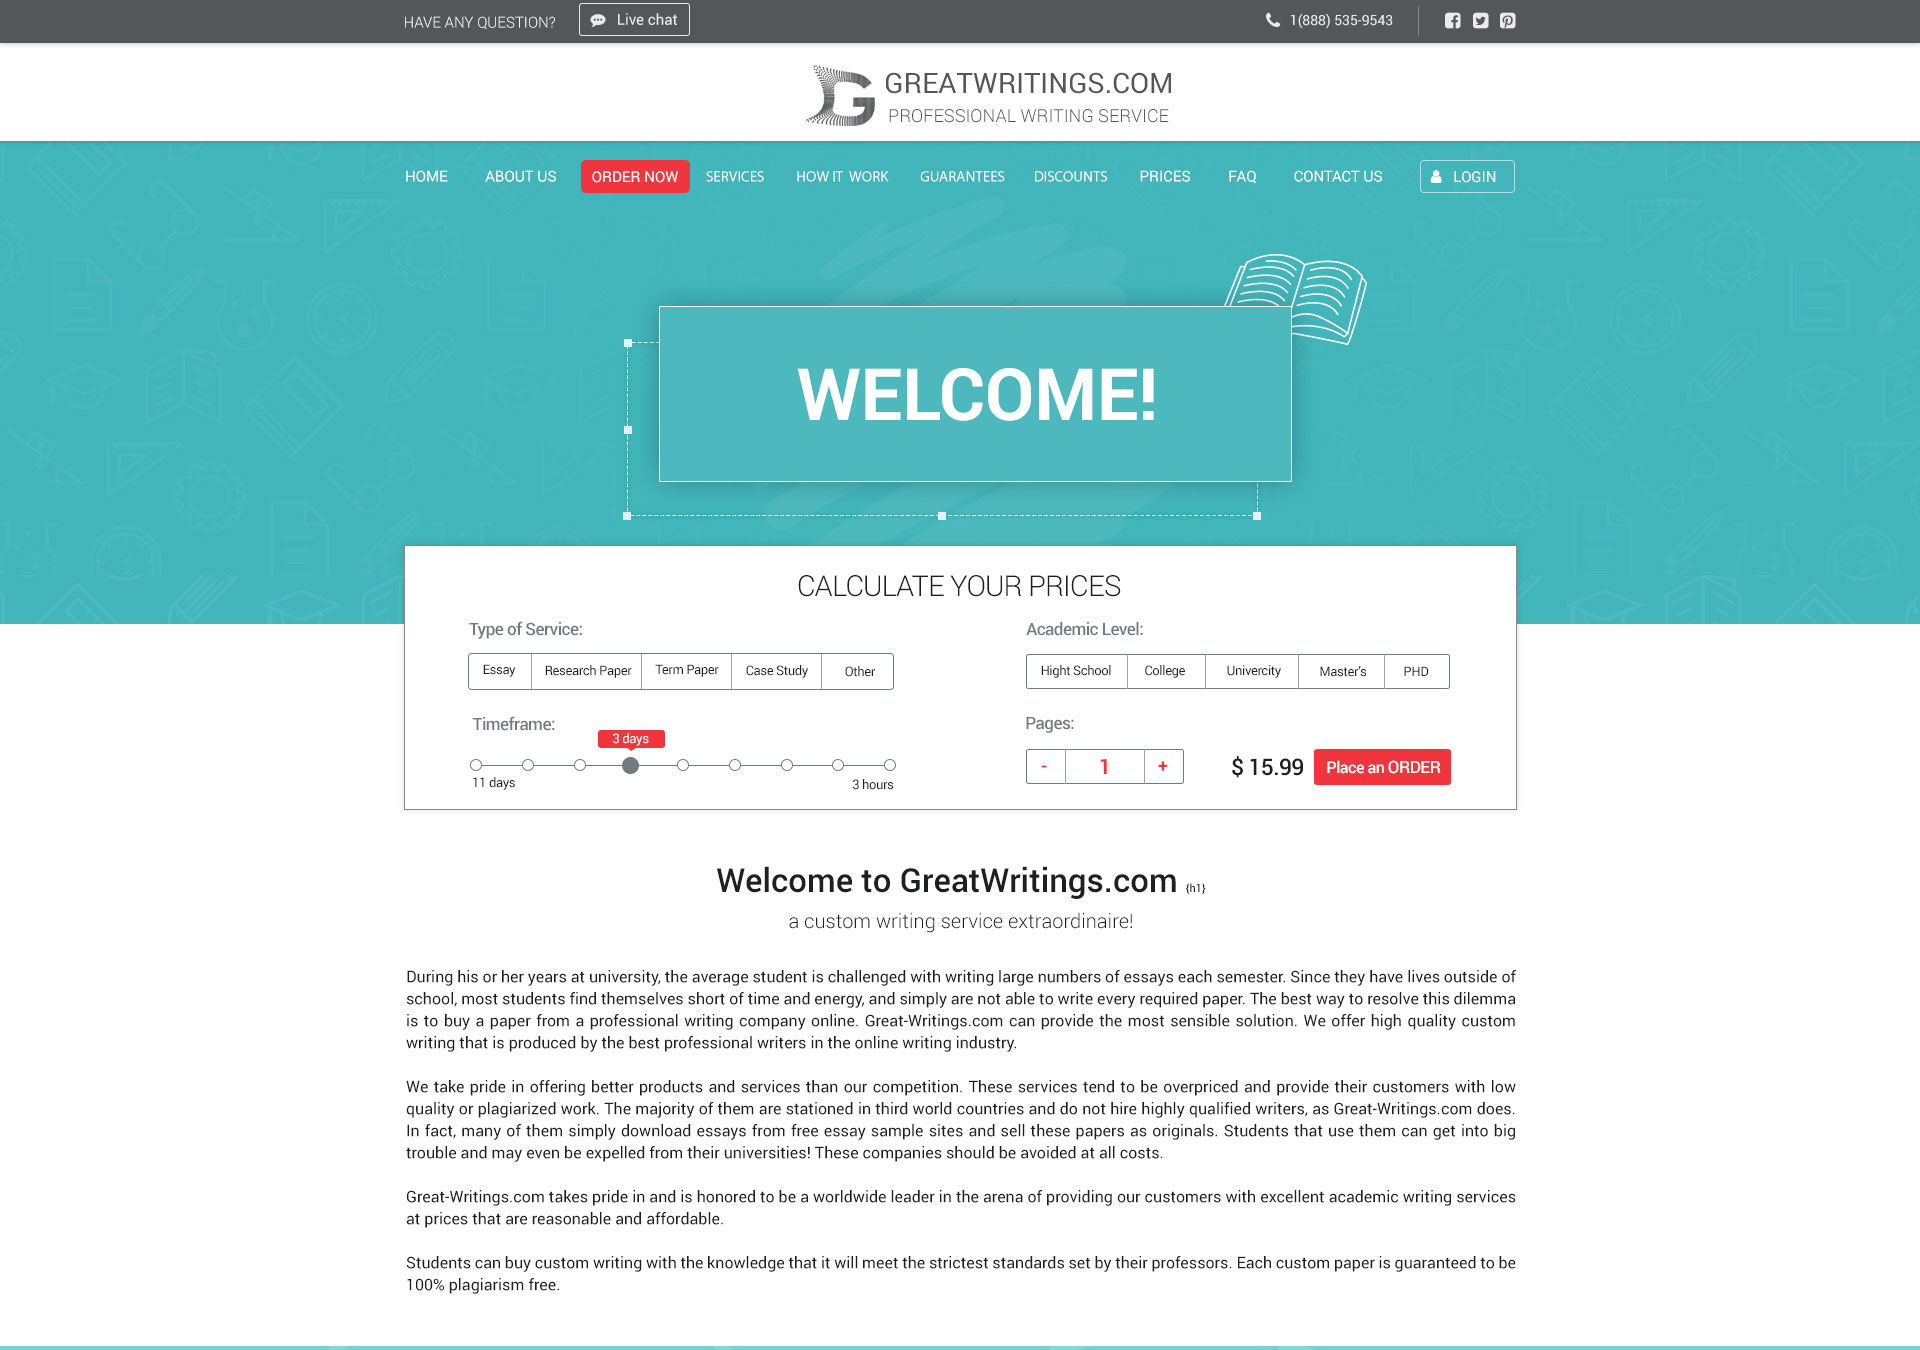 HAVE ANY QUESTION?
Live chat
1(888) 535-9543
GREATWRITINGS.COM
PROFESSIONAL WRITING SERVICE
HOME ABOUT US ORDER NOW SERVICES HOW IT WORK GUARANTEES DISCOUNTS PRICES FAQ CONTACT US LOGIN
WELCOME!
CALCULATE YOUR PRICES
Type of Service:
Essay Research Paper Term Paper Case Study Other
Academic Level:
Hight School College Univercity Master's PHD
Timeframe:
3 days
11 days
3 hours
Pages:
- 1 +
$ 15.99
Place an ORDER
Welcome to GreatWritings.com {h1}
a custom writing service extraordinaire!
During his or her years at university, the average student is challenged with writing large numbers of essays each semester. Since they have lives outside of
school, most students find themselves short of time and energy, and simply are not able to write every required paper. The best way to resolve this dilemma
is to buy a paper from a professional writing company online. Great-Writings.com can provide the most sensible solution. We offer high quality custom
writing that is produced by the best professional writers in the online writing industry.
We take pride in offering better products and services than our competition. These services tend to be overpriced and provide their customers with low
quality or plagiarized work. The majority of them are stationed in third world countries and do not hire highly qualified writers, as Great-Writings.com does.
In fact, many of them simply download essays from free essay sample sites and sell these papers as originals. Students that use them can get into big
trouble and may even be expelled from their universities! These companies should be avoided at all costs.
Great-Writings.com takes pride in and is honored to be a worldwide leader in the arena of providing our customers with excellent academic writing services
at prices that are reasonable and affordable.
Students can buy custom writing with the knowledge that it will meet the strictest standards set by their professors. Each custom paper is guaranteed to be
100% plagiarism free.